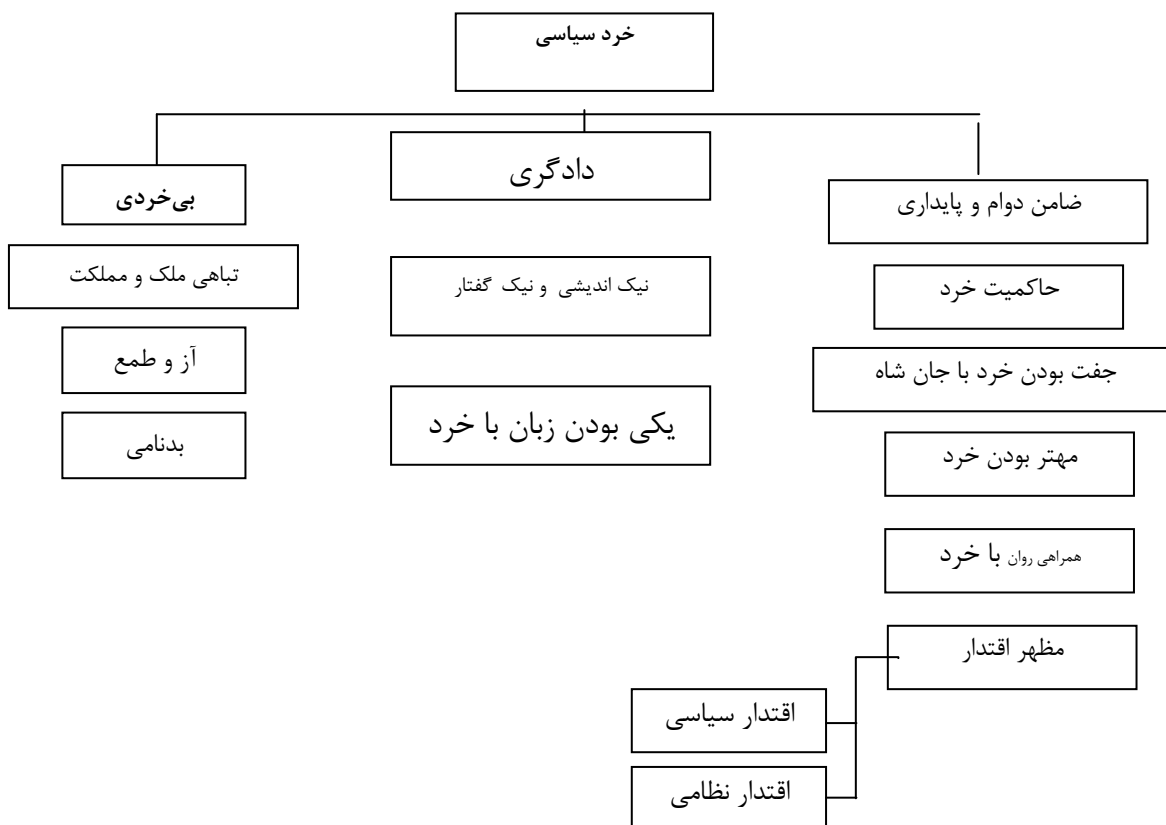 خرد سیاسی
ضامن دوام و پایداری
حاکمیت خرد
جفت بودن خرد با جان شاه
مهتر بودن خرد
همراهی روان با خرد
مظهر اقتدار
اقتدار سیاسی
اقتدار نظامی
دادگری
نیک اندیشی و نیک گفتار
یکی بودن زبان با خرد
بی‌خردی
تباهی ملک و مملکت
آز و طمع
بدنامی